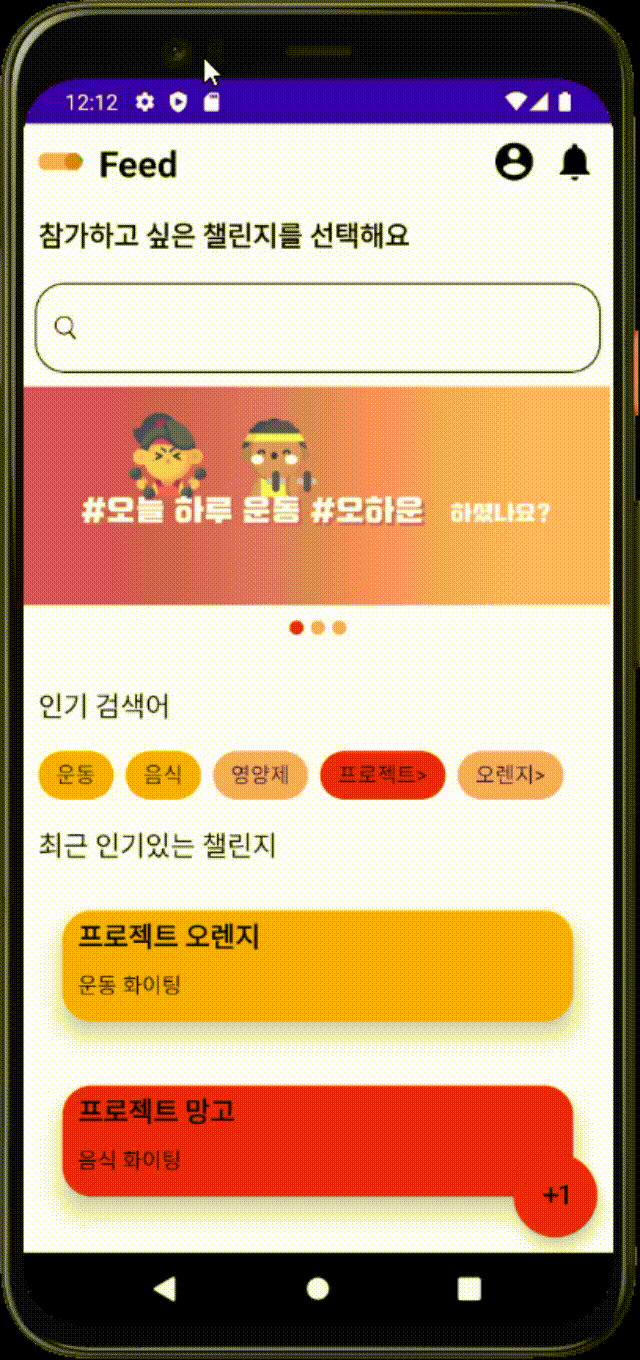 12:12
Feed
참가하고 싶은 챌린지를 선택해요
#오늘 하루 운동 #오하운 하셨나요?
인기 검색어
운동 음식 영양제 프로젝트> 오렌지>
최근 인기있는 챌린지
프로젝트 오렌지
운동 화이팅
프로젝트 망고
음식 화이팅
+1